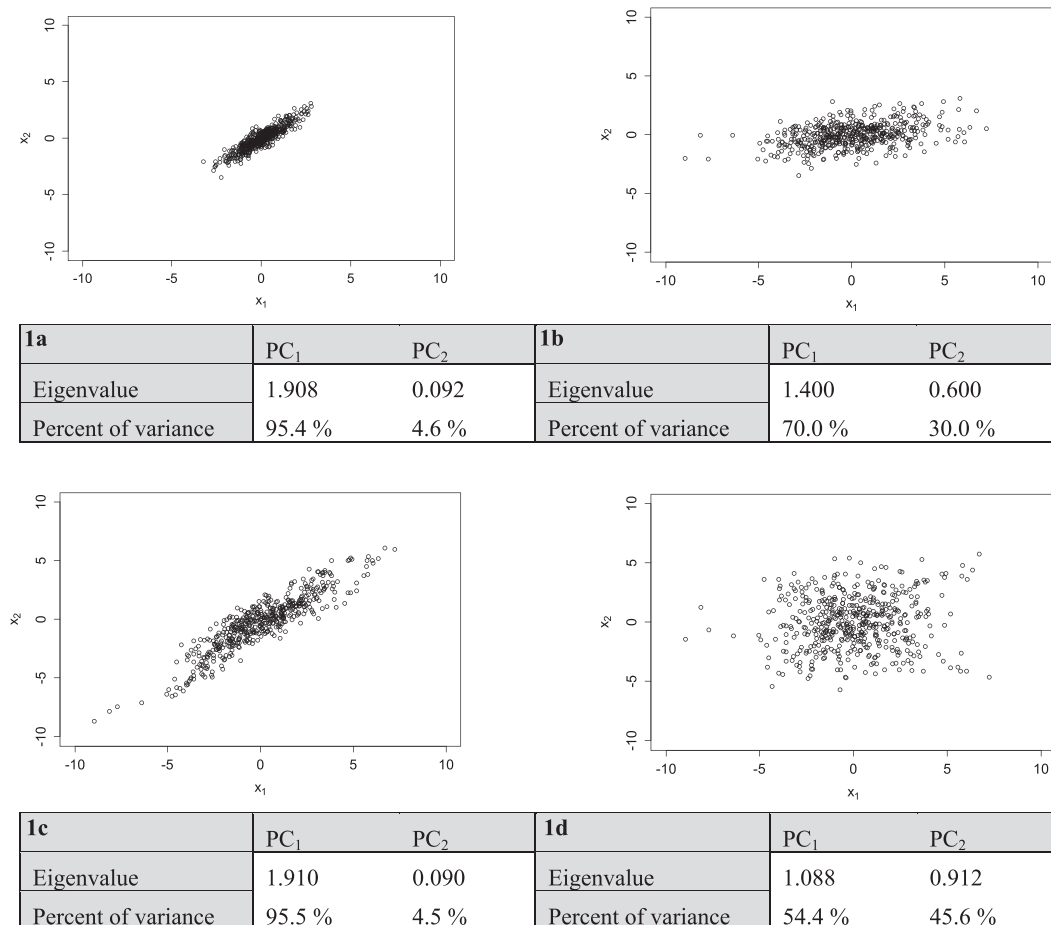 10
5
0
-5
-10
x2
-10 -5 0 5 10
x1
10
5
0
-5
-10
x2
-10 -5 0 5 10
x1
1a PC1 PC2
Eigenvalue 1.908 0.092
Percent of variance 95.4 % 4.6 %
1b PC1 PC2
Eigenvalue 1.400 0.600
Percent of variance 70.0 % 30.0 %
10
5
0
-5
-10
x2
-10 -5 0 5 10
x1
10
5
0
-5
-10
x2
-10 -5 0 5 10
x1
1c PC1 PC2
Eigenvalue 1.910 0.090
Percent of variance 95.5 % 4.5 %
1d PC1 PC2
Eigenvalue 1.088 0.912
Percent of variance 54.4 % 45.6 %